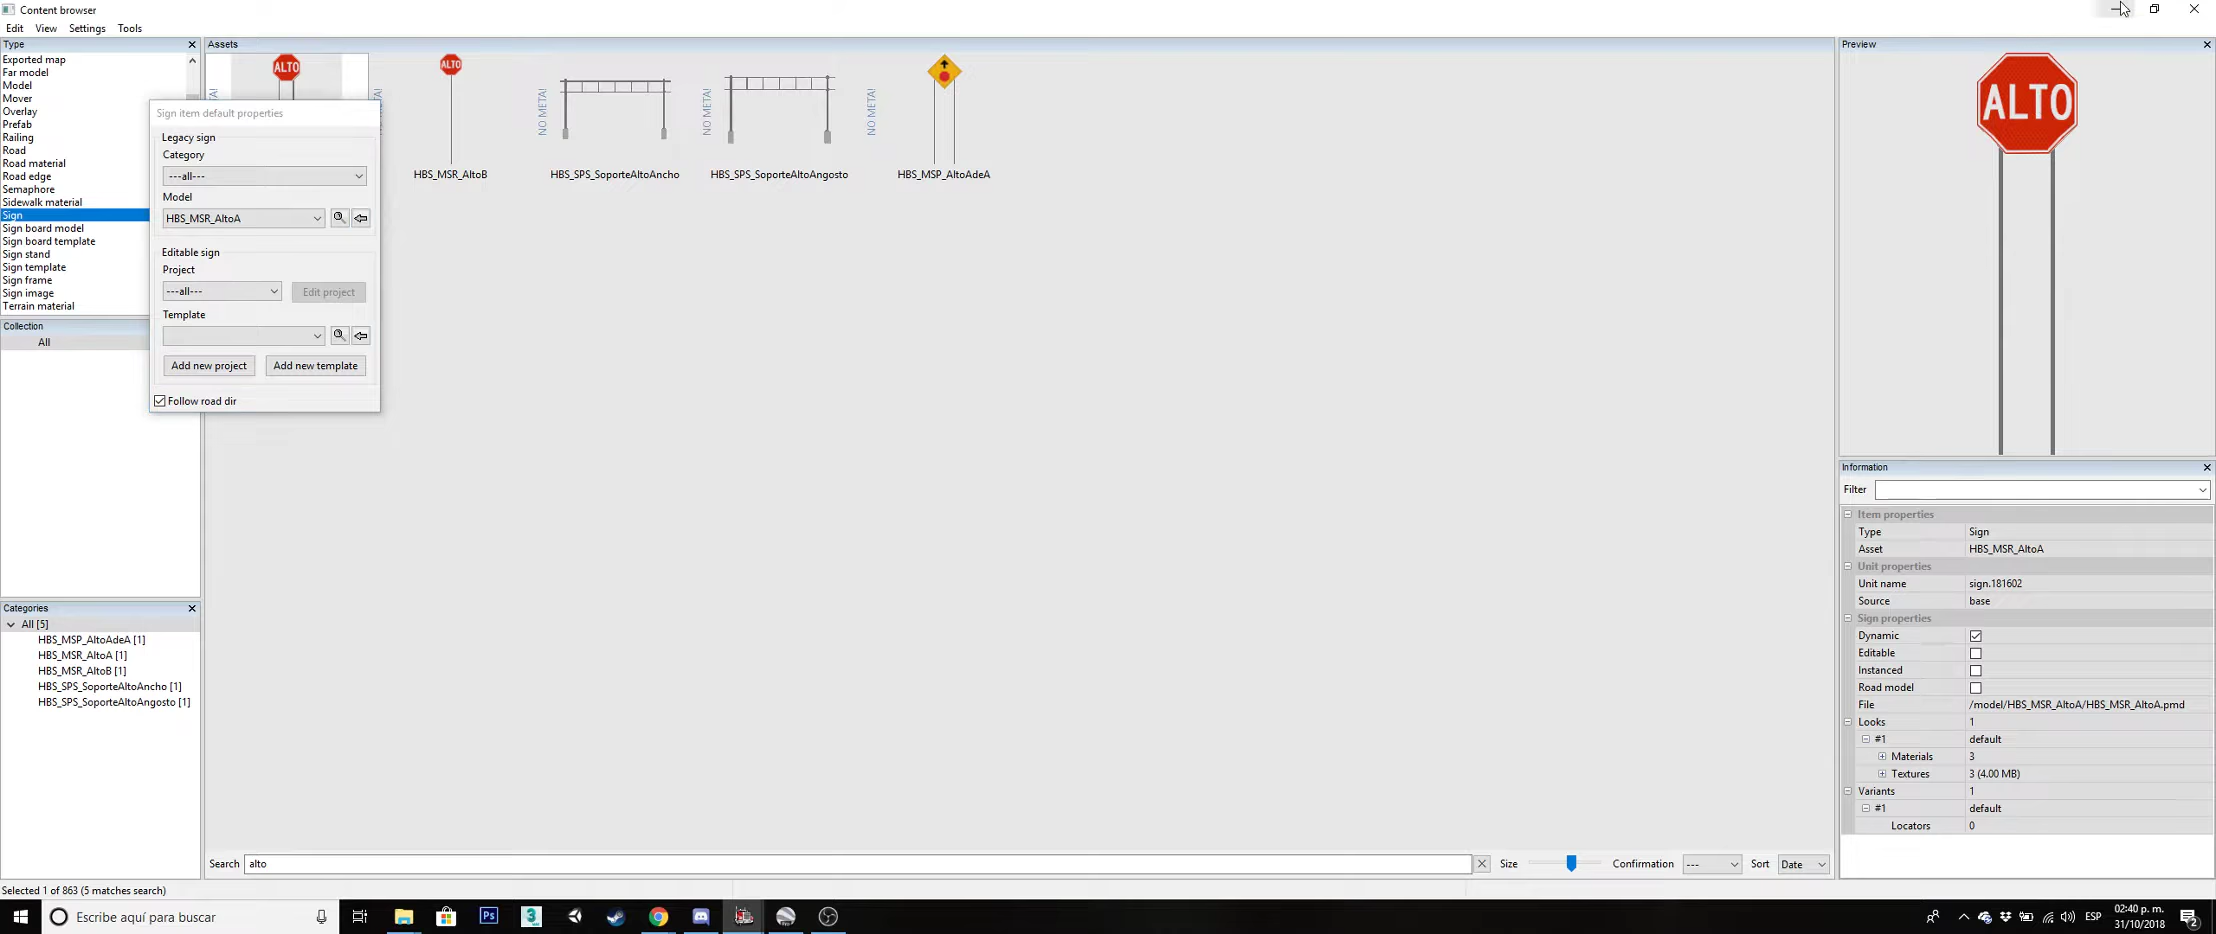 Content browser
Edit View Settings Tools
Type
Exported map
Far model
Model
Mover
Overlay
Prefab
Railing
Road
Road material
Road edge
Semaphore
Sidewalk material
Sign
Sign board model
Sign board template
Sign stand
Sign template
Sign frame
Sign image
Terrain material
Collection
All
Categories
All [5]
HBS_MSP_AltoAdeA [1]
HBS_MSR_AltoA [1]
HBS_MSR_AltoB [1]
HBS_SPS_SoporteAltoAncho [1]
HBS_SPS_SoporteAltoAngosto [1]
Sign item default properties
Legacy sign
Category
---all---
Model
HBS_MSR_AltoA
Editable sign
Project
---all---
Edit project
Template
Add new project Add new template
Follow road dir
Assets
ALTO
ALTO
HBS_MSR_AltoB
NO META!
HBS_SPS_SoporteAltoAncho
NO META!
HBS_SPS_SoporteAltoAngosto
NO META!
HBS_MSP_AltoAdeA
Search alto Size Confirmation --- Sort Date
Preview
ALTO
Information
Filter
Item properties
Type Sign
Asset HBS_MSR_AltoA
Unit properties
Unit name sign.181602
Source base
Sign properties
Dynamic
Editable
Instanced
Road model
File /model/HBS_MSR_AltoA/HBS_MSR_AltoA.pmd
Looks 1
#1 default
Materials 3
Textures 3 (4.00 MB)
Variants 1
#1 default
Locators 0
Selected 1 of 863 (5 matches search)
Escribe aquí para buscar
Ps
3
ESP
02:40 p. m.
31/10/2018
2